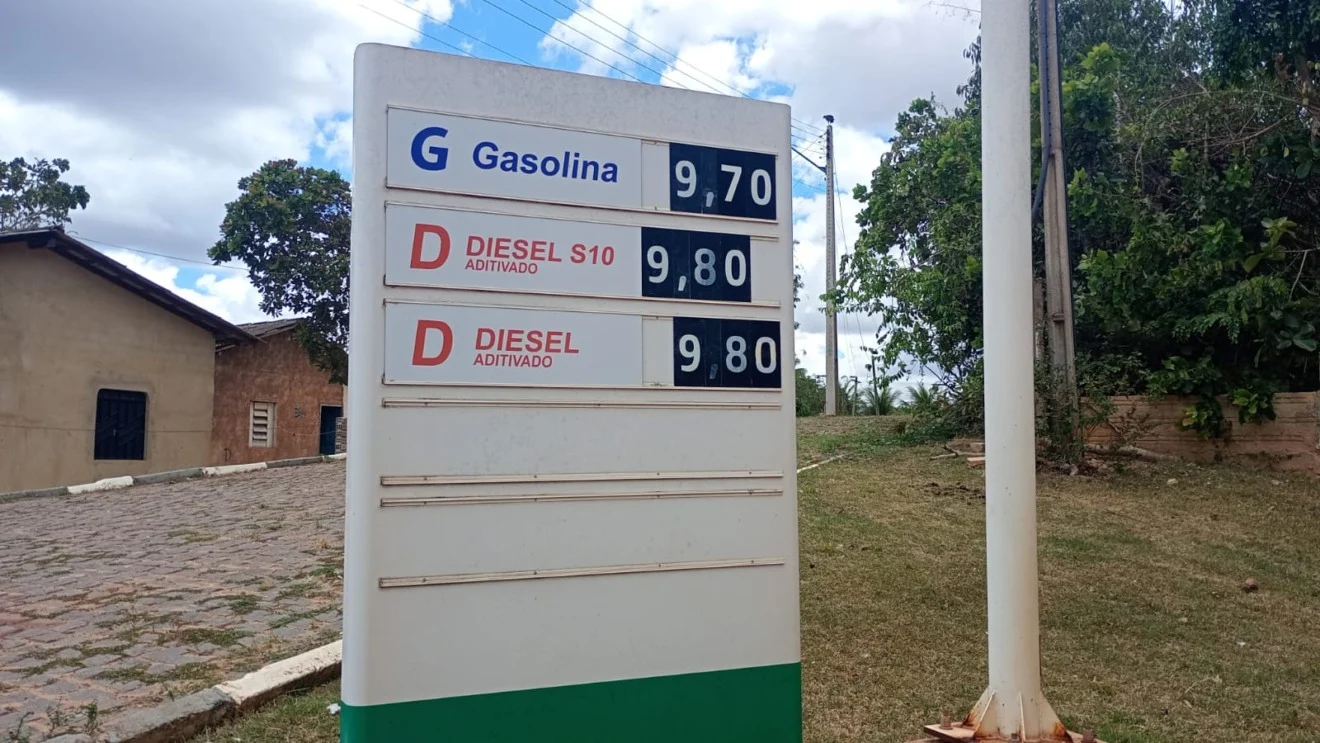 G Gasolina 9,70
D DIESEL S10 9,80
ADITIVADO
D DIESEL 9,80
ADITIVADO